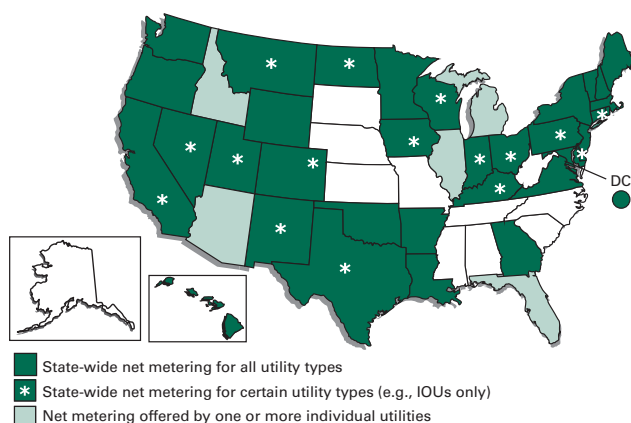 DC
State-wide net metering for all utility types
* State-wide net metering for certain utility types (e.g., IOUs only)
Net metering offered by one or more individual utilities